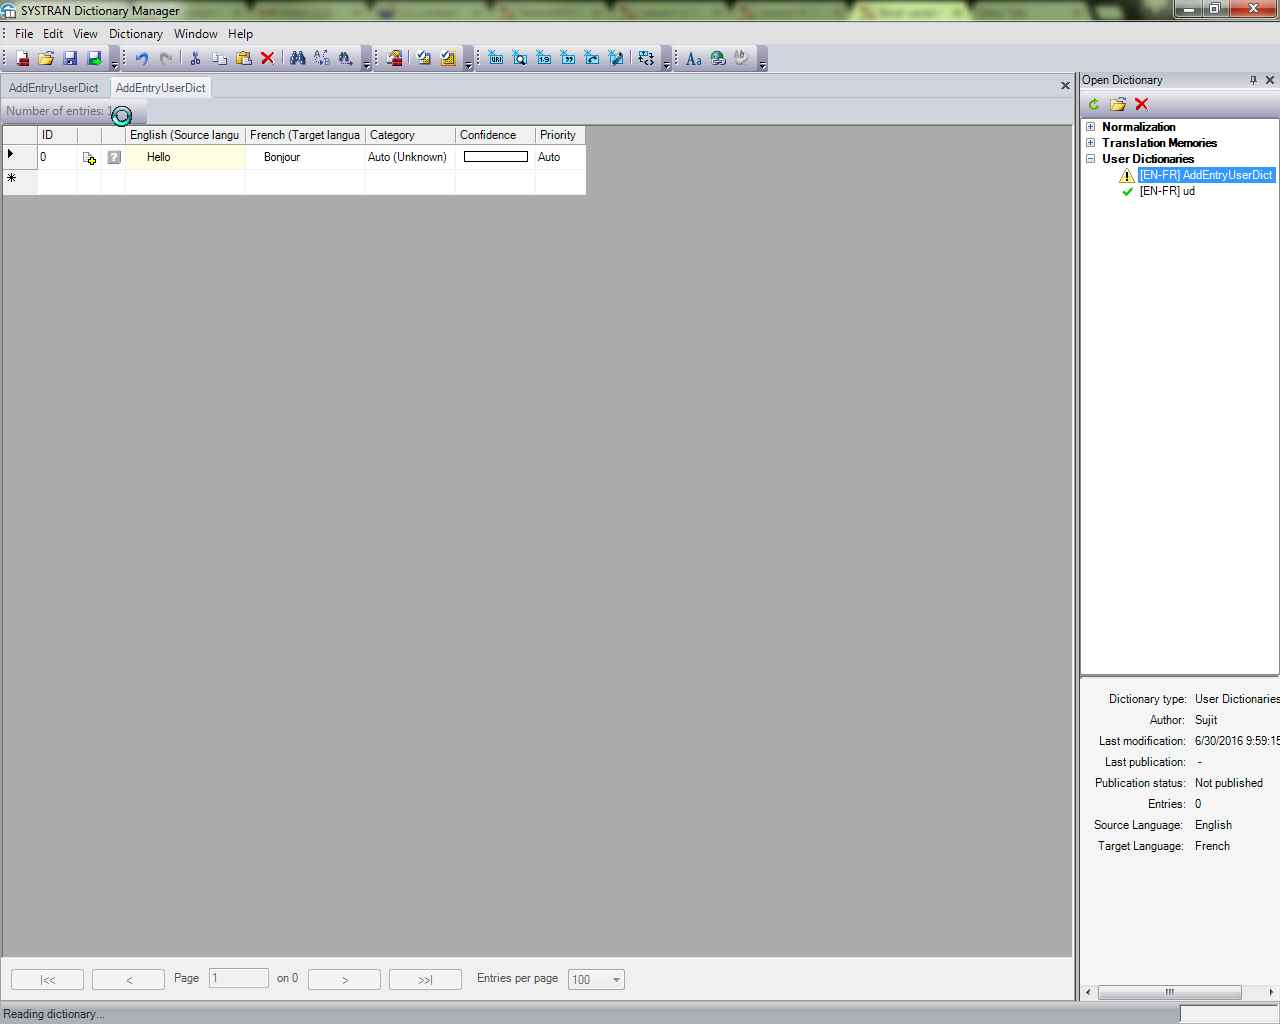 SYSTRAN Dictionary Manager
File Edit View Dictionary Window Help
AddEntryUserDict AddEntryUserDict
Number of entries:
ID English (Source langu French (Target langua Category Confidence Priority
0 Hello Bonjour Auto (Unknown) Auto
|<< < Page 1 on 0 > >>| Entries per page 100
Reading dictionary...
Open Dictionary
Normalization
Translation Memories
User Dictionaries
[EN-FR] AddEntryUserDict
[EN-FR] ud
Dictionary type: User Dictionaries
Author: Sujit
Last modification: 6/30/2016 9:59:15
Last publication: -
Publication status: Not published
Entries: 0
Source Language: English
Target Language: French